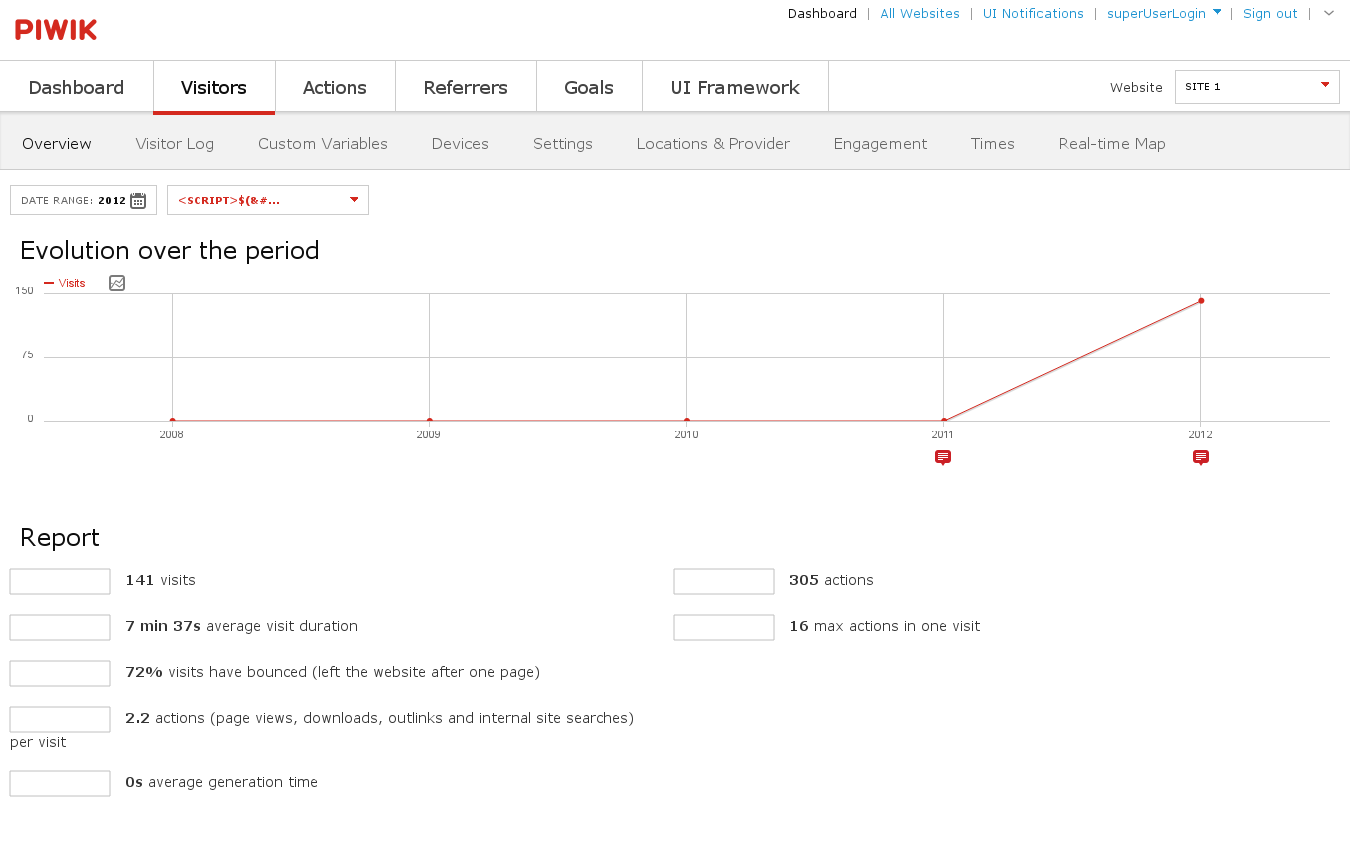 Dashboard | All Websites | UI Notifications | superUserLogin | Sign out |
PIWIK
Dashboard Visitors Actions Referrers Goals UI Framework Website SITE 1
Overview Visitor Log Custom Variables Devices Settings Locations & Provider Engagement Times Real-time Map
DATE RANGE: 2012 <SCRIPT>$(&#...
Evolution over the period
Visits
150
75
0
2008 2009 2010 2011 2012
Report
141 visits 305 actions
7 min 37s average visit duration 16 max actions in one visit
72% visits have bounced (left the website after one page)
2.2 actions (page views, downloads, outlinks and internal site searches)
per visit
0s average generation time